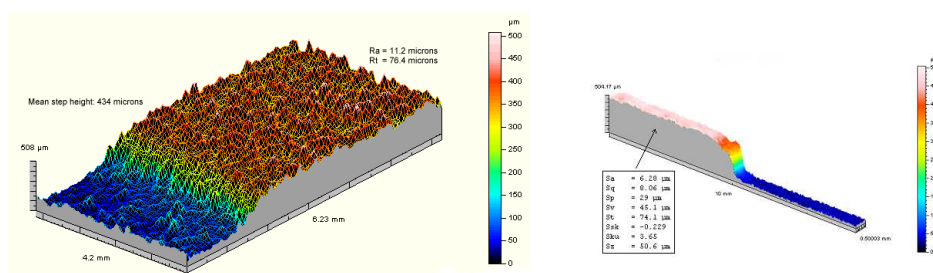 µm
500
450
400
350
300
250
200
150
100
50
0
Ra = 11.2 microns
Rt = 76.4 microns
Mean step height: 434 microns
508 µm
4.2 mm
6.23 mm
504.17 µm
Sa = 6.28 µm
Sq = 8.06 µm
Sp = 29 µm
Sv = 45.1 µm
St = 74.1 µm
Ssk = -0.229
Sku = 3.65
Sz = 50.6 µm
10 mm
0.50003 mm